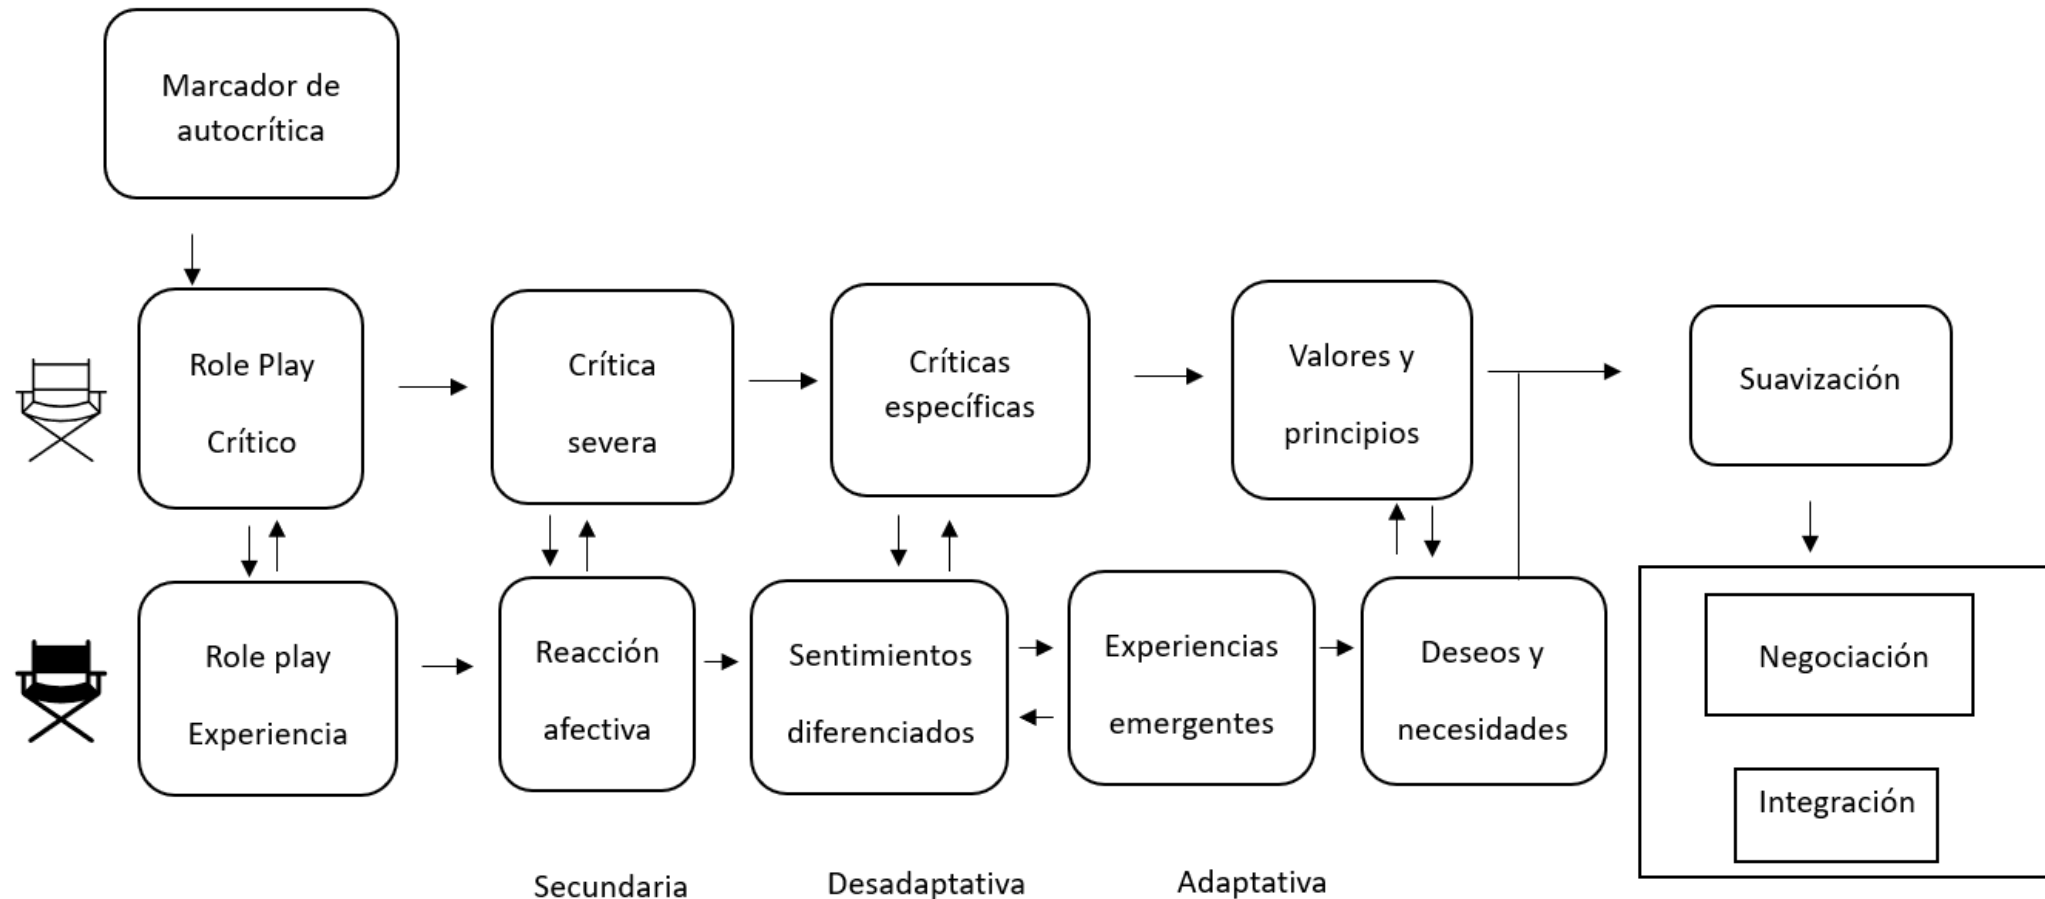 Marcador de
autocrítica
Role Play
Crítico
Crítica
severa
Críticas
específicas
Valores y
principios
Suavización
Role play
Experiencia
Reacción
afectiva
Sentimientos
diferenciados
Experiencias
emergentes
Deseos y
necesidades
Negociación
Integración
Secundaria
Desadaptativa
Adaptativa